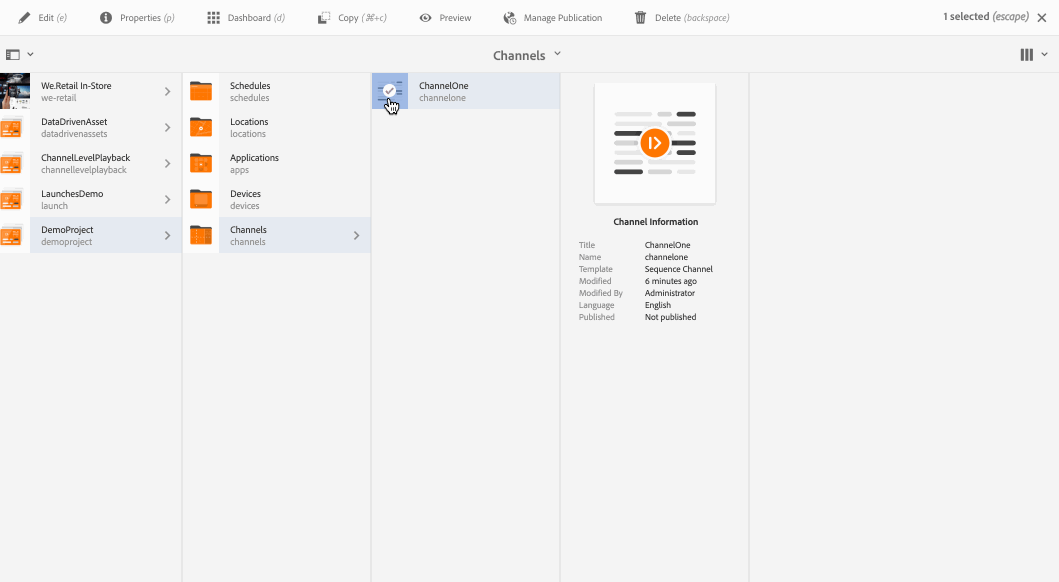 Edit (e)
Properties (p)
Dashboard (d)
Copy (⌘+c)
Preview
Manage Publication
Delete (backspace)
1 selected (escape)
Channels
We.Retail In-Store
we-retail
DataDrivenAsset
datadrivenassets
ChannelLevelPlayback
channellevelplayback
LaunchesDemo
launch
DemoProject
demoproject
Schedules
schedules
Locations
locations
Applications
apps
Devices
devices
Channels
channels
ChannelOne
channelone
Channel Information
Title ChannelOne
Name channelone
Template Sequence Channel
Modified 6 minutes ago
Modified By Administrator
Language English
Published Not published